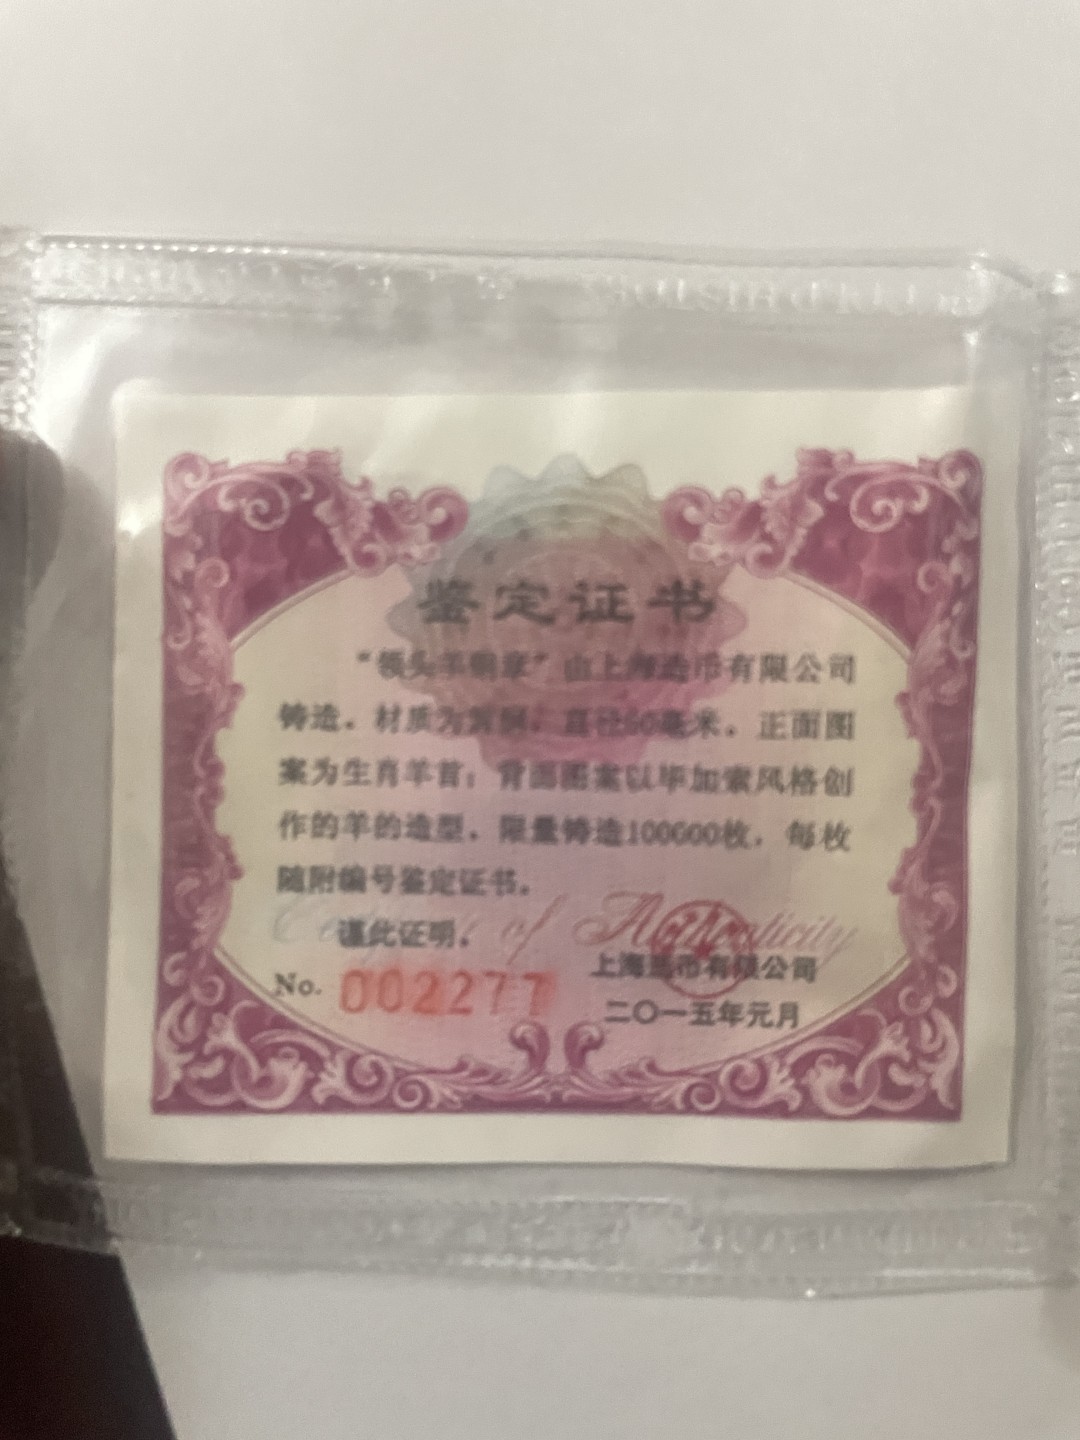 鉴定证书
“领头羊铜章”由上海造币有限公司
铸造。材质为黄铜，直径60毫米。正面图
案为生肖羊首；背面图案以毕加索风格创
作的羊的造型。限量铸造100000枚，每枚
随附编号鉴定证书。
Certificate of Authenticity
谨此证明。
上海造币有限公司
No. 002277
二〇一五年元月